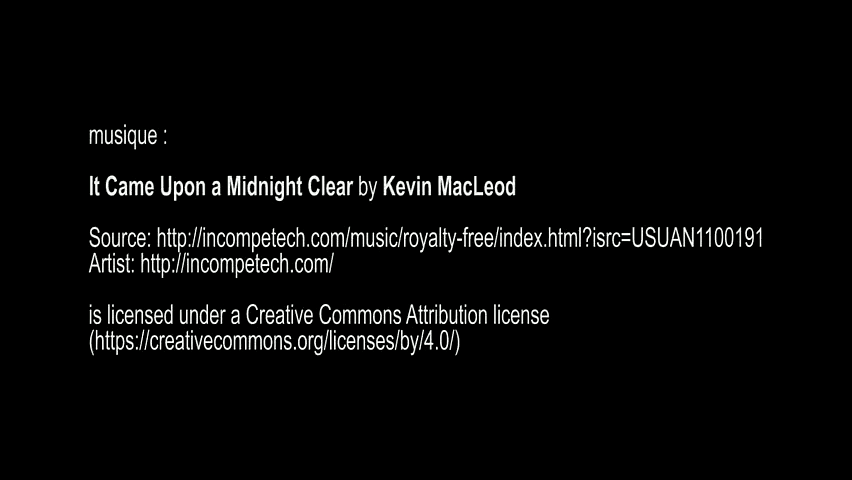 musique :
It Came Upon a Midnight Clear by Kevin MacLeod
Source: http://incompetech.com/music/royalty-free/index.html?isrc=USUAN1100191
Artist: http://incompetech.com/
is licensed under a Creative Commons Attribution license
(https://creativecommons.org/licenses/by/4.0/)